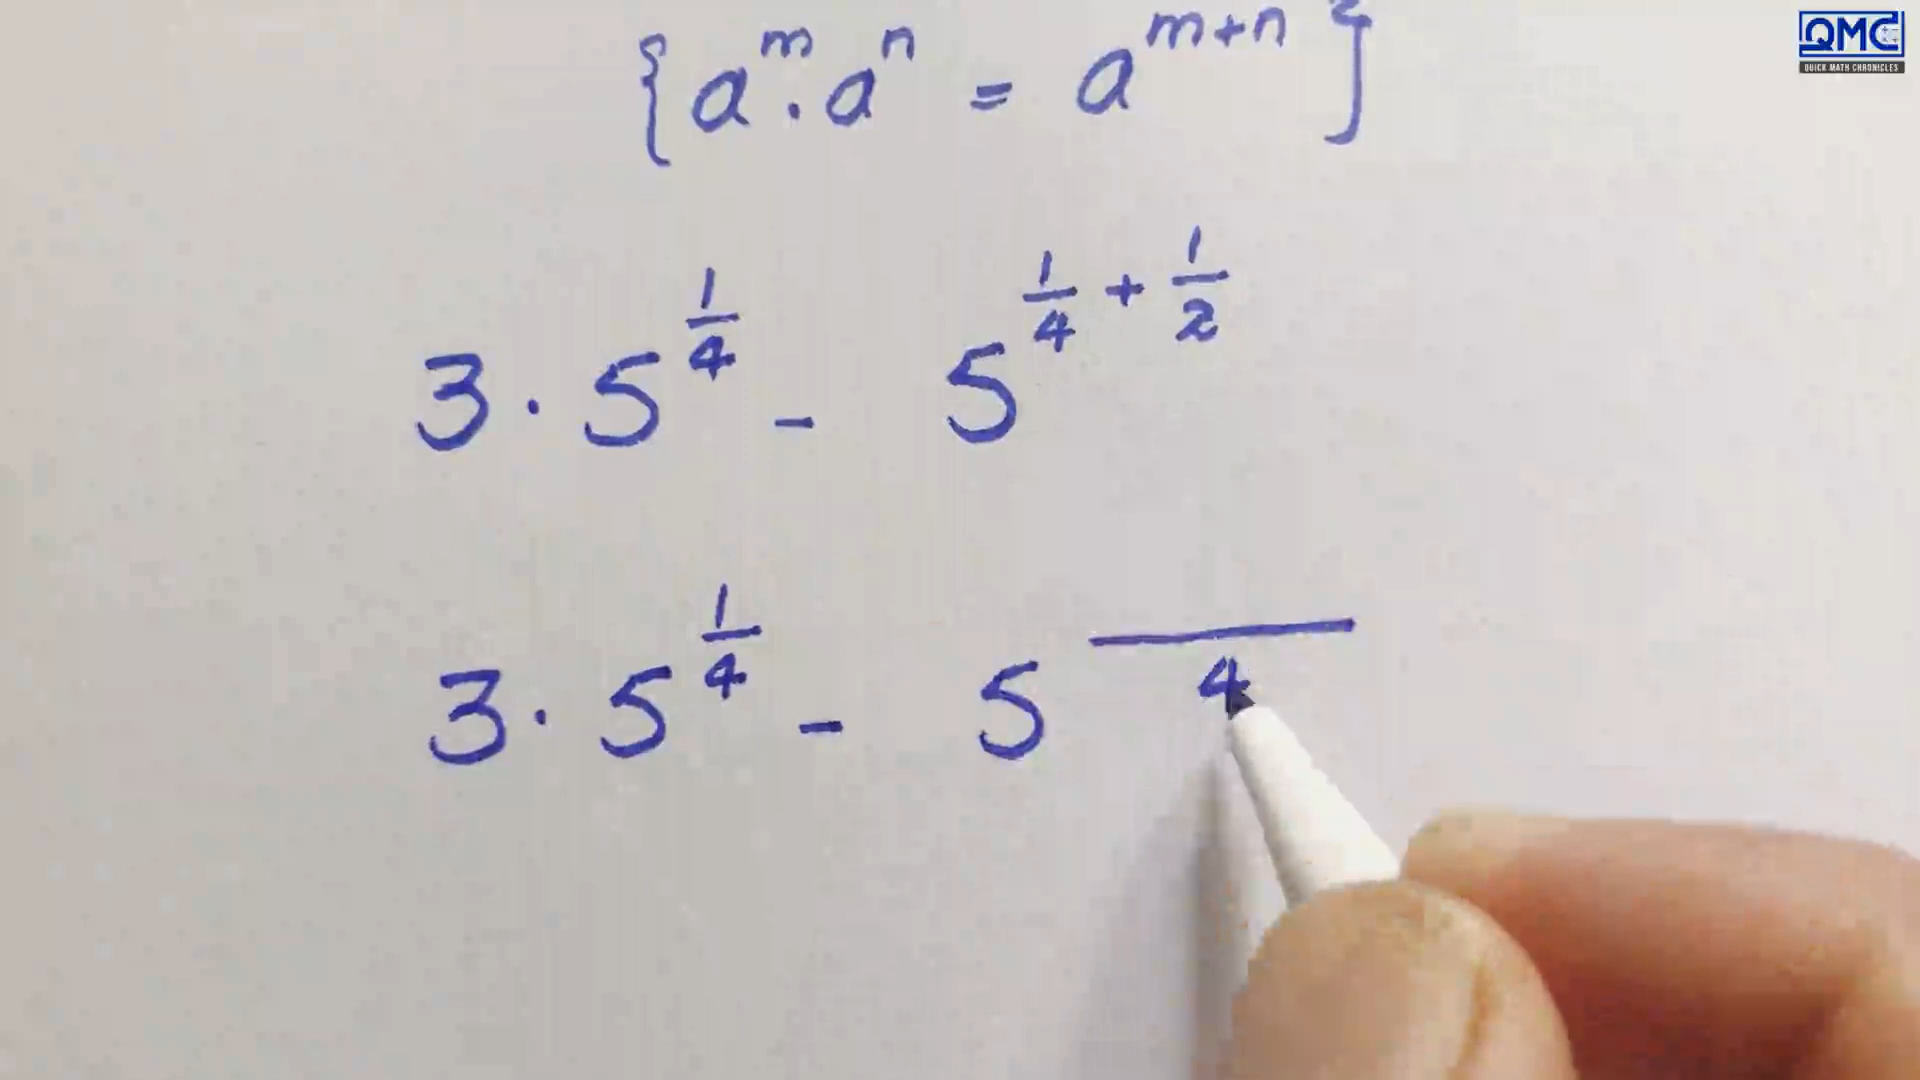 QMC
QUICK MATH CHRONICLES
{a^m . a^n = a^(m+n)}
3 · 5^(1/4) - 5^(1/4 + 1/2)
3 · 5^(1/4) - 5^( /4)